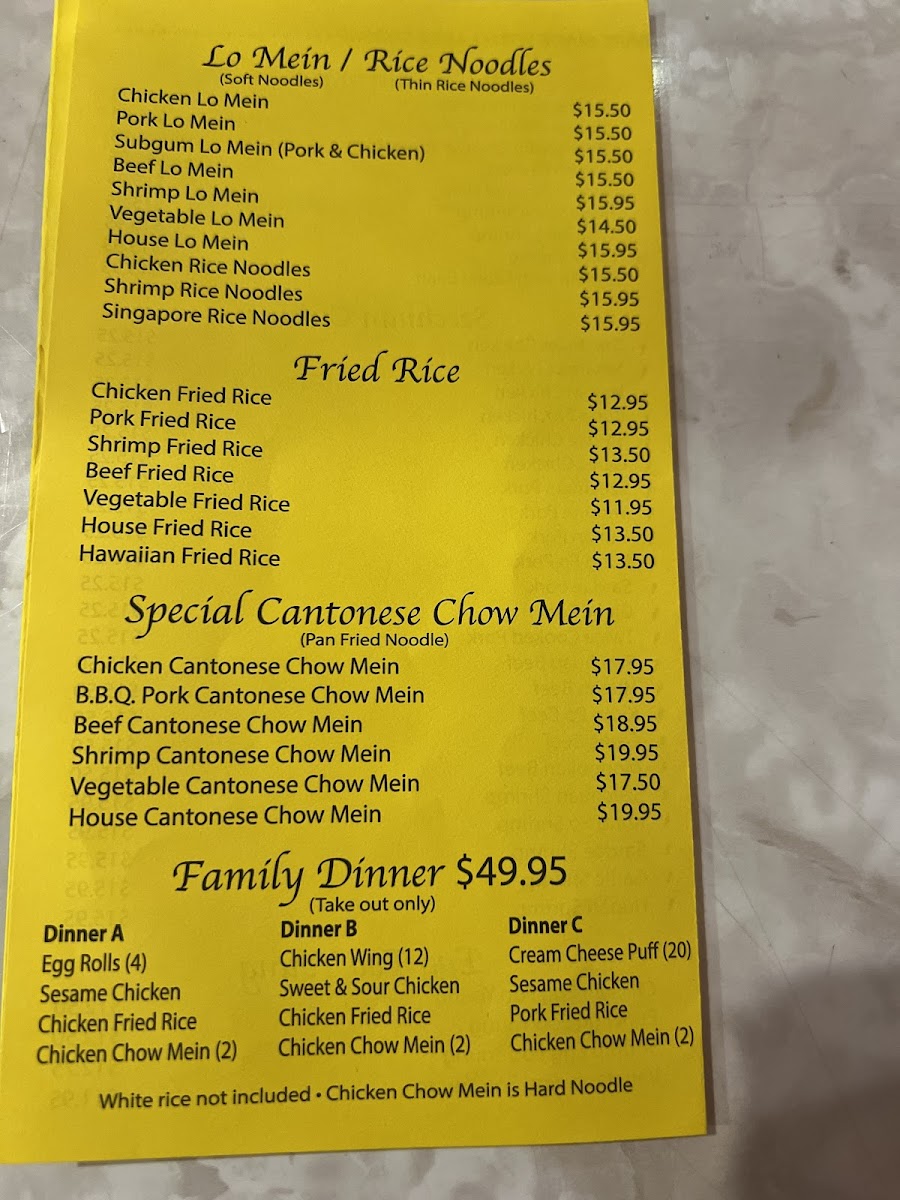 Lo Mein / Rice Noodles
(Soft Noodles) (Thin Rice Noodles)
Chicken Lo Mein $15.50
Pork Lo Mein $15.50
Subgum Lo Mein (Pork & Chicken) $15.50
Beef Lo Mein $15.50
Shrimp Lo Mein $15.95
Vegetable Lo Mein $14.50
House Lo Mein $15.95
Chicken Rice Noodles $15.50
Shrimp Rice Noodles $15.95
Singapore Rice Noodles $15.95
Fried Rice
Chicken Fried Rice $12.95
Pork Fried Rice $12.95
Shrimp Fried Rice $13.50
Beef Fried Rice $12.95
Vegetable Fried Rice $11.95
House Fried Rice $13.50
Hawaiian Fried Rice $13.50
Special Cantonese Chow Mein
(Pan Fried Noodle)
Chicken Cantonese Chow Mein $17.95
B.B.Q. Pork Cantonese Chow Mein $17.95
Beef Cantonese Chow Mein $18.95
Shrimp Cantonese Chow Mein $19.95
Vegetable Cantonese Chow Mein $17.50
House Cantonese Chow Mein $19.95
Family Dinner $49.95
(Take out only)
Dinner A
Egg Rolls (4)
Sesame Chicken
Chicken Fried Rice
Chicken Chow Mein (2)
Dinner B
Chicken Wing (12)
Sweet & Sour Chicken
Chicken Fried Rice
Chicken Chow Mein (2)
Dinner C
Cream Cheese Puff (20)
Sesame Chicken
Pork Fried Rice
Chicken Chow Mein (2)
White rice not included • Chicken Chow Mein is Hard Noodle